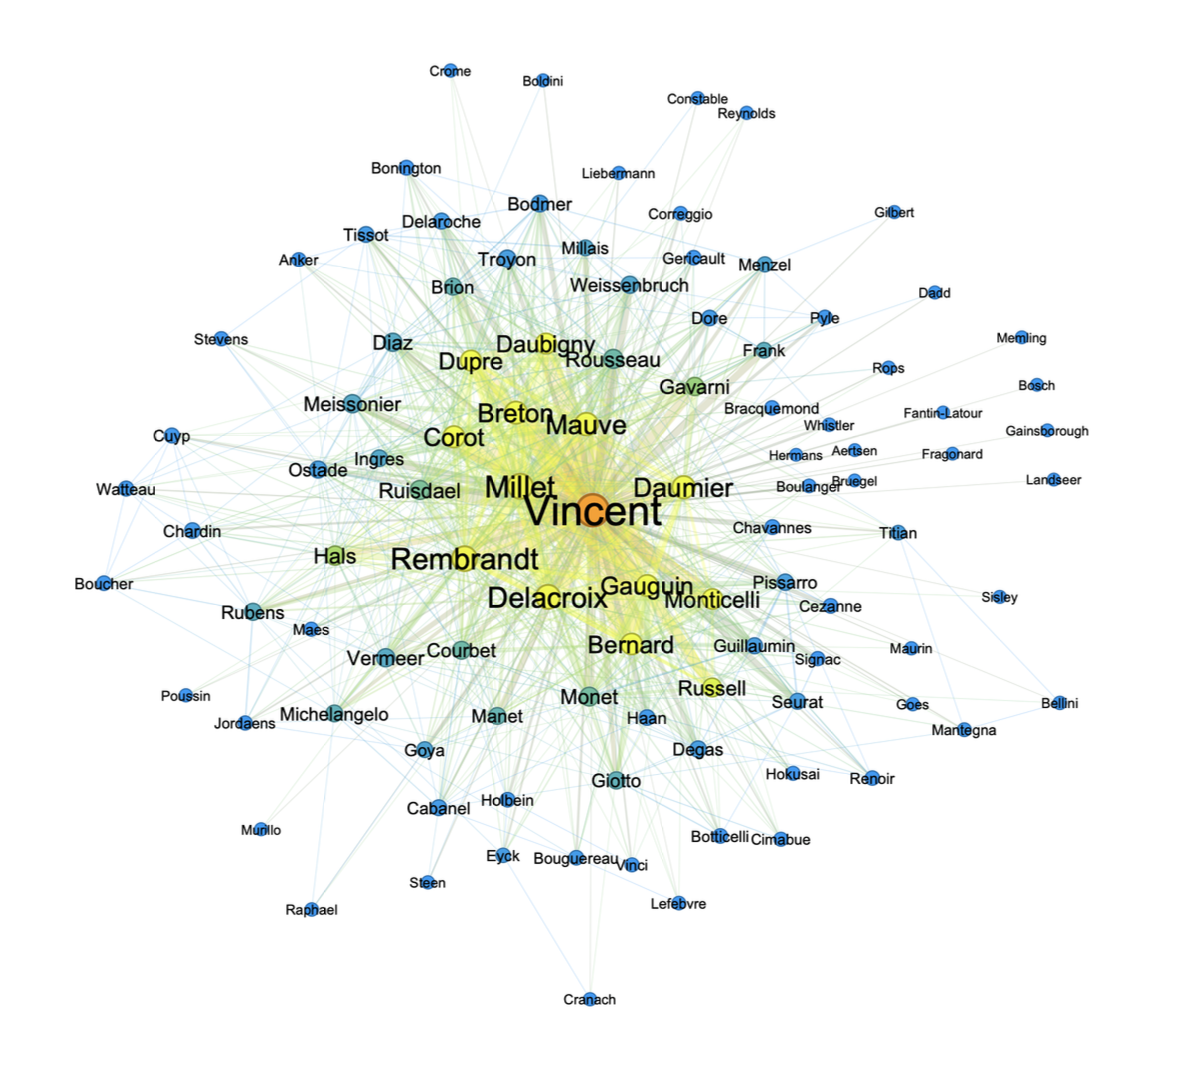 Crome
Boldini
Constable
Reynolds
Bonington
Liebermann
Bodmer
Correggio
Gilbert
Delaroche
Tissot
Millais
Anker
Troyon
Gericault
Menzel
Brion
Weissenbruch
Dadd
Dore
Pyle
Stevens
Memling
Diaz
Daubigny
Frank
Dupre
Rousseau
Rops
Gavarni
Bosch
Meissonier
Bracquemond
Fantin-Latour
Breton
Mauve
Whistler
Gainsborough
Cuyp
Corot
Hermans
Aertsen
Fragonard
Ingres
Ostade
Landseer
Watteau
Ruisdael
Millet
Daumier
Boulanger
Bruegel
Vincent
Chardin
Chavannes
Titian
Hals
Rembrandt
Boucher
Gauguin
Pissarro
Sisley
Delacroix
Monticelli
Cezanne
Rubens
Maes
Bernard
Guillaumin
Maurin
Vermeer
Courbet
Signac
Poussin
Monet
Russell
Seurat
Goes
Bellini
Jordaens
Michelangelo
Manet
Haan
Mantegna
Goya
Degas
Giotto
Hokusai
Renoir
Cabanel
Holbein
Murillo
Botticelli
Cimabue
Eyck
Bouguereau
Vinci
Steen
Raphael
Lefebvre
Cranach